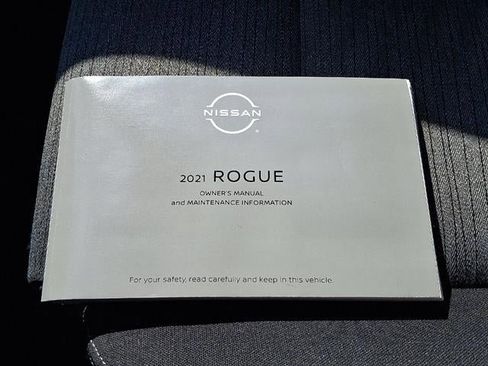 NISSAN
2021 ROGUE
OWNER'S MANUAL
and MAINTENANCE INFORMATION
For your safety, read carefully and keep in this vehicle.